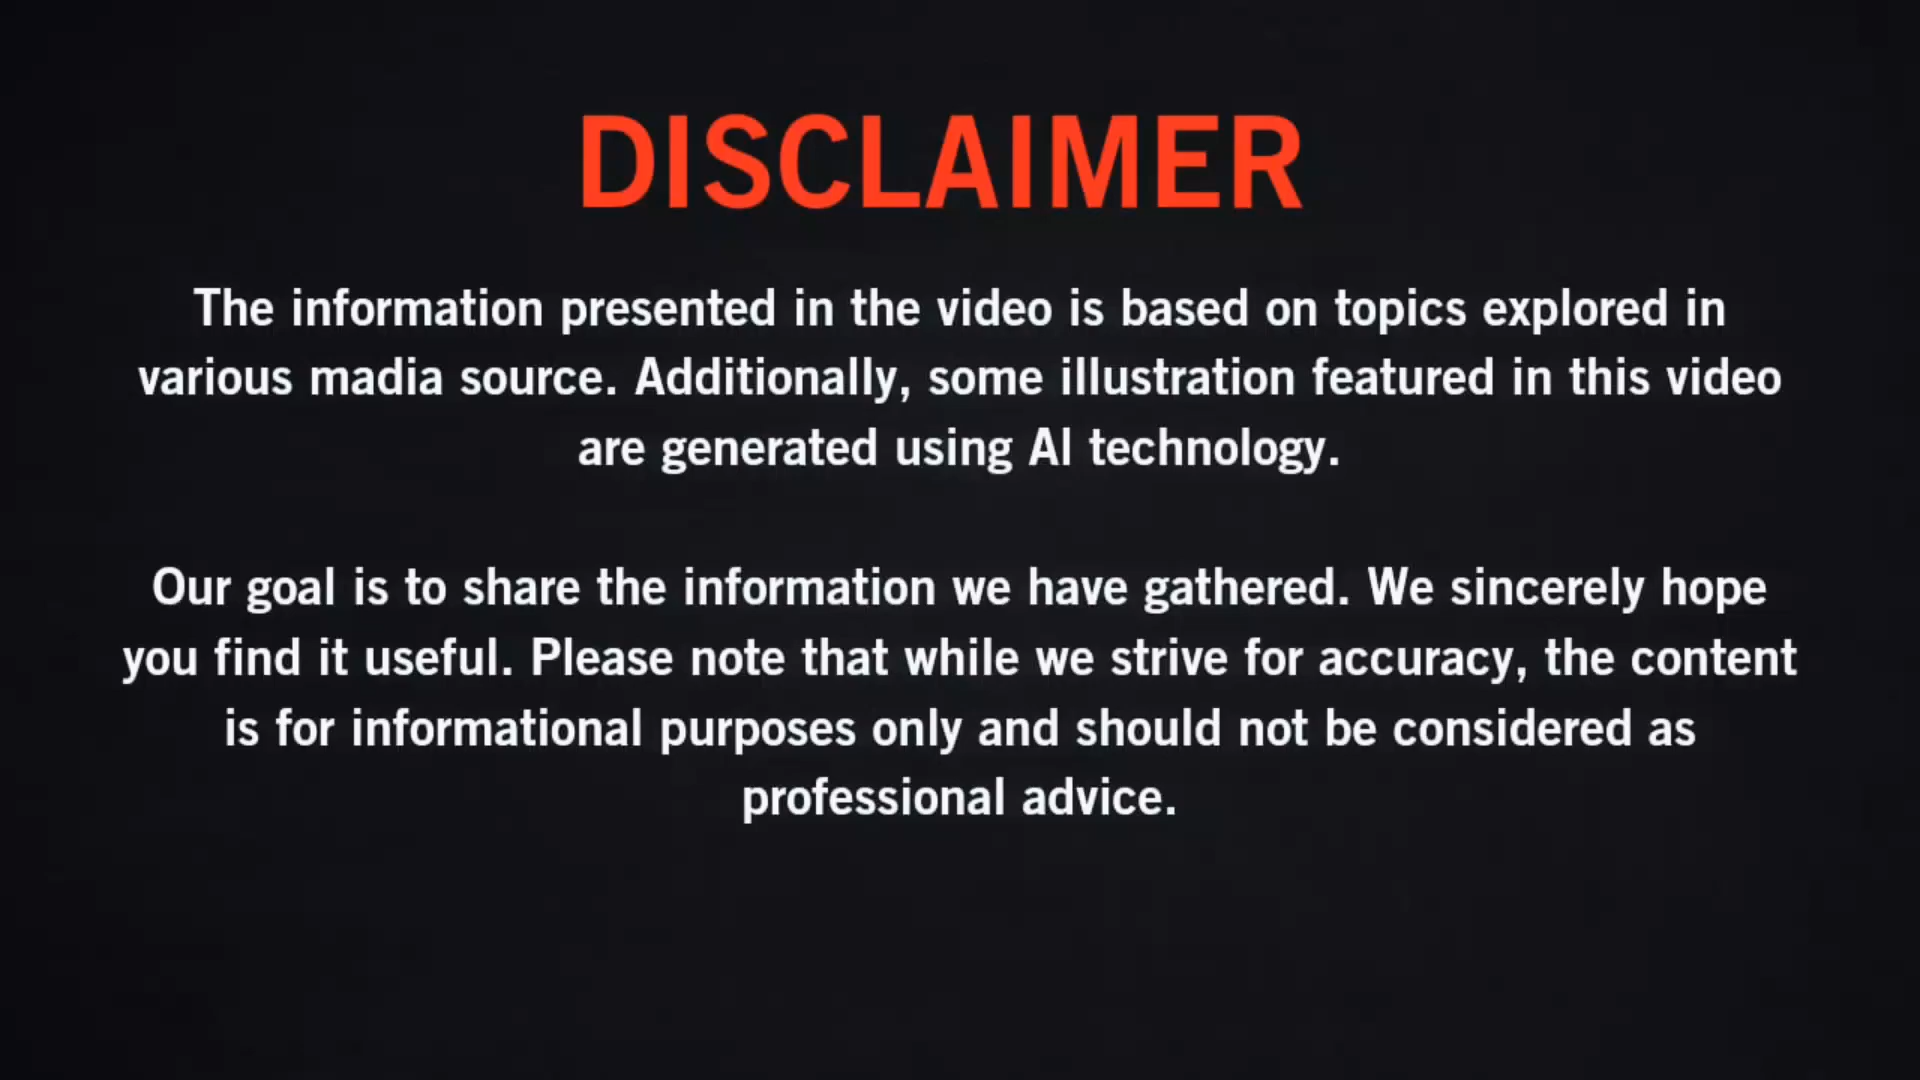 DISCLAIMER
The information presented in the video is based on topics explored in
various madia source. Additionally, some illustration featured in this video
are generated using AI technology.
Our goal is to share the information we have gathered. We sincerely hope
you find it useful. Please note that while we strive for accuracy, the content
is for informational purposes only and should not be considered as
professional advice.